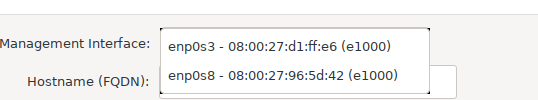 Management Interface:
enp0s3 - 08:00:27:d1:ff:e6 (e1000)
enp0s8 - 08:00:27:96:5d:42 (e1000)
Hostname (FQDN):